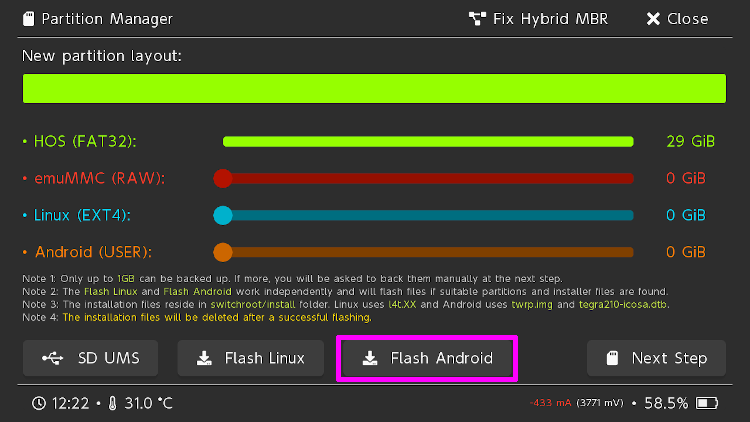 Partition Manager Fix Hybrid MBR Close
New partition layout:
• HOS (FAT32): 29 GiB
• emuMMC (RAW): 0 GiB
• Linux (EXT4): 0 GiB
• Android (USER): 0 GiB
Note 1: Only up to 1GB can be backed up. If more, you will be asked to back them manually at the next step.
Note 2: The Flash Linux and Flash Android work independently and will flash files if suitable partitions and installer files are found.
Note 3: The installation files reside in switchroot/install folder. Linux uses l4t.XX and Android uses twrp.img and tegra210-icosa.dtb.
Note 4: The installation files will be deleted after a successful flashing.
SD UMS Flash Linux Flash Android Next Step
12:22 • 31.0 °C -433 mA (3771 mV) • 58.5%